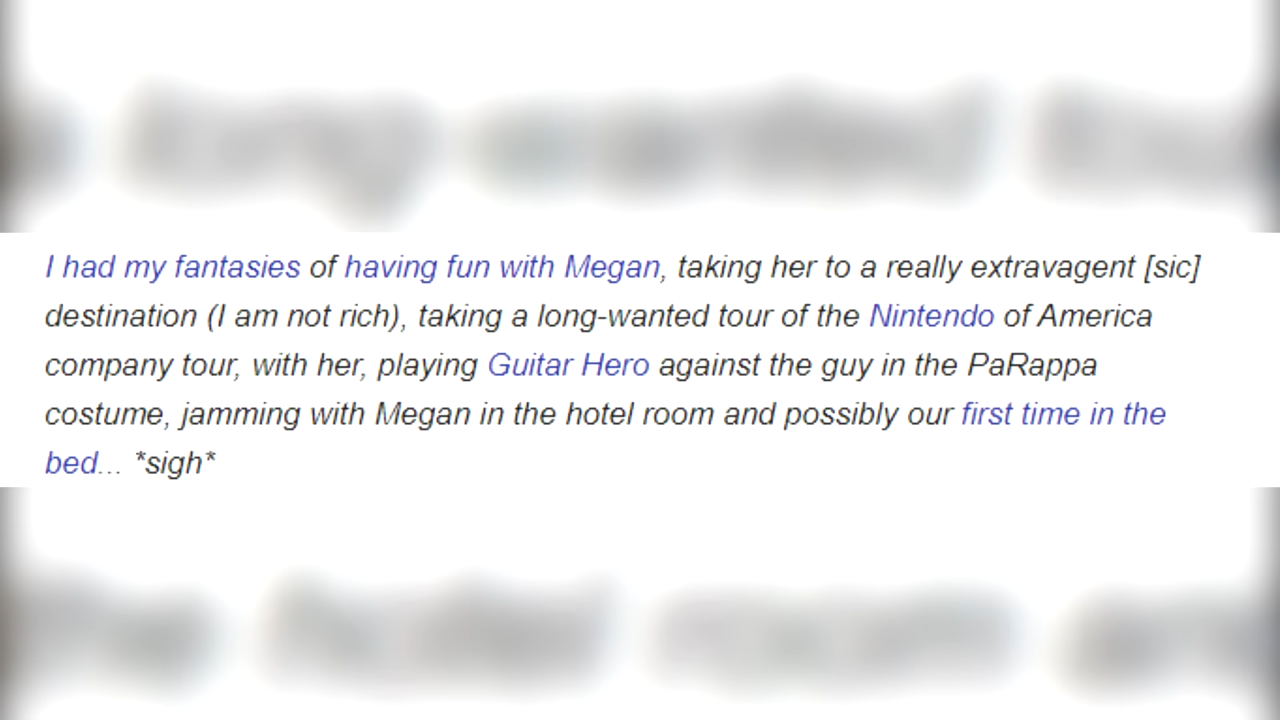 I had my fantasies of having fun with Megan, taking her to a really extravagent [sic]
destination (I am not rich), taking a long-wanted tour of the Nintendo of America
company tour, with her, playing Guitar Hero against the guy in the PaRappa
costume, jamming with Megan in the hotel room and possibly our first time in the
bed... *sigh*